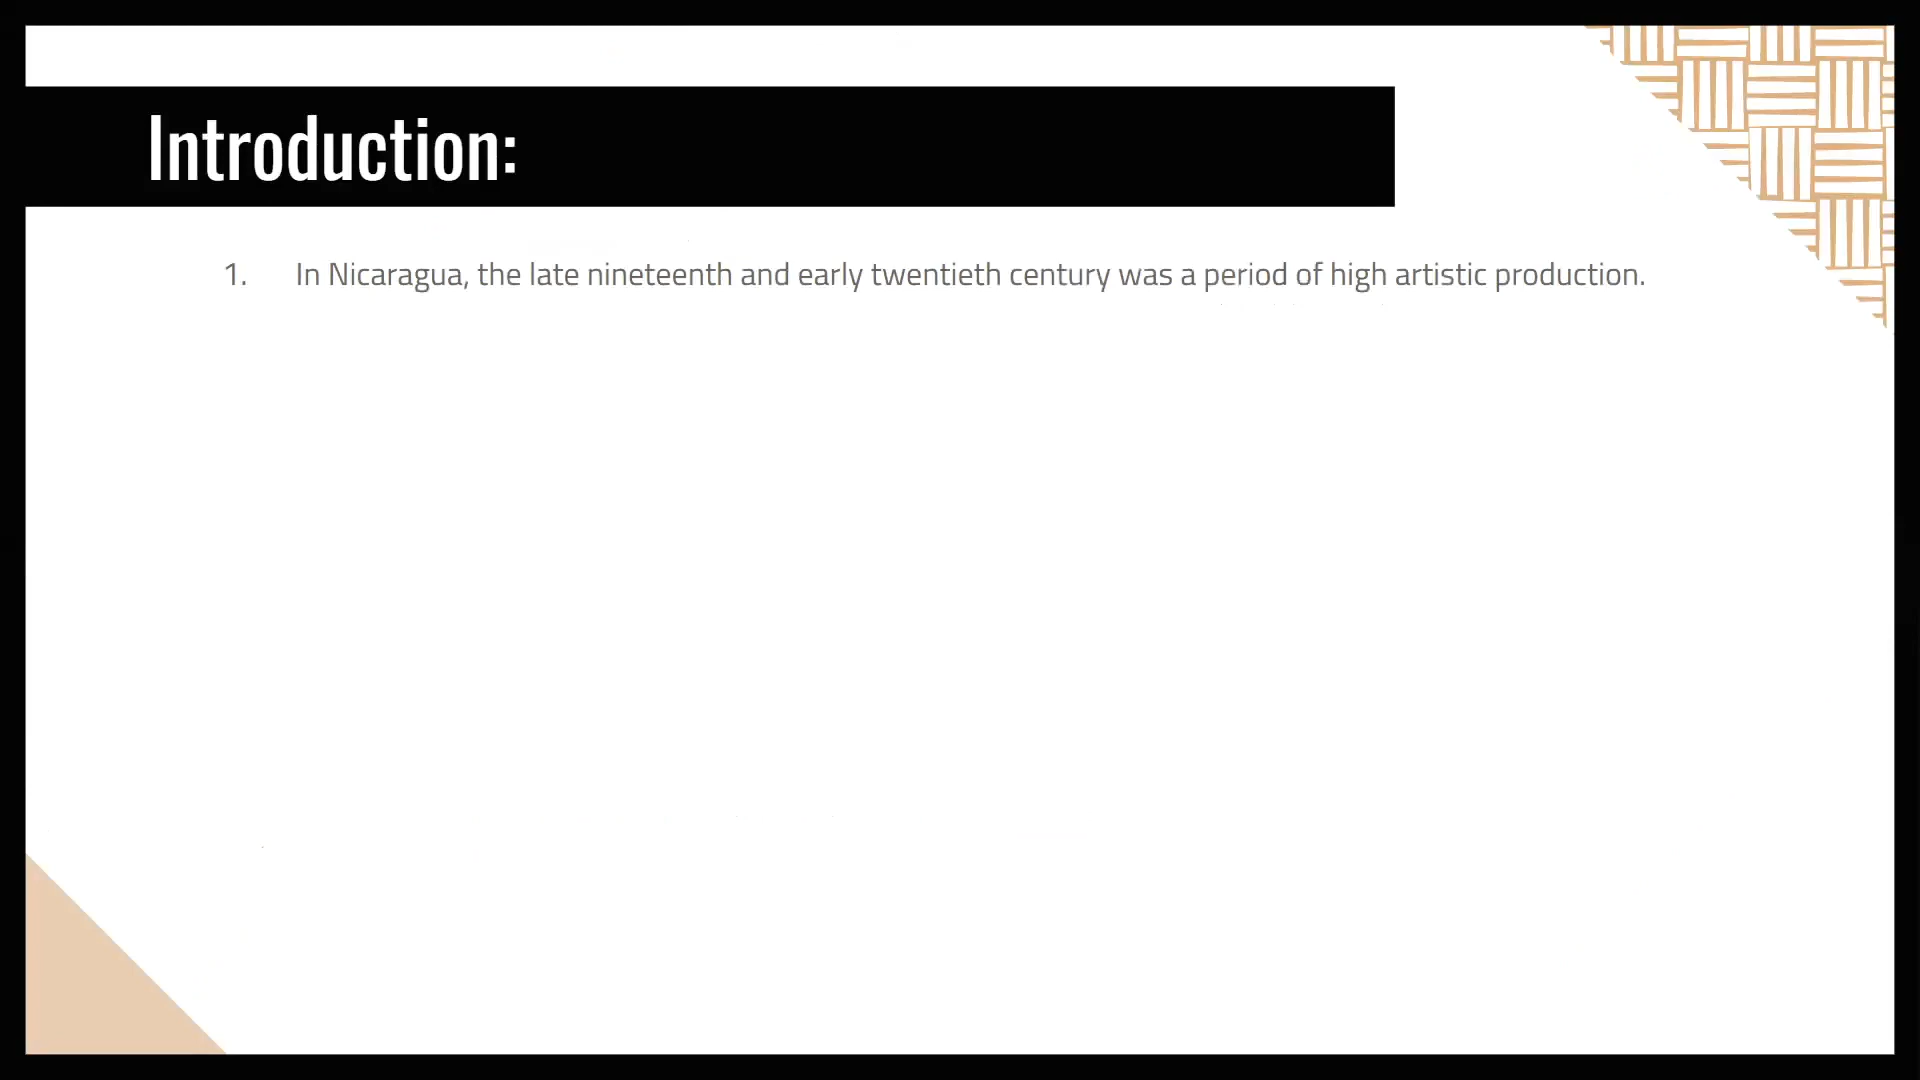 Introduction:
1. In Nicaragua, the late nineteenth and early twentieth century was a period of high artistic production.